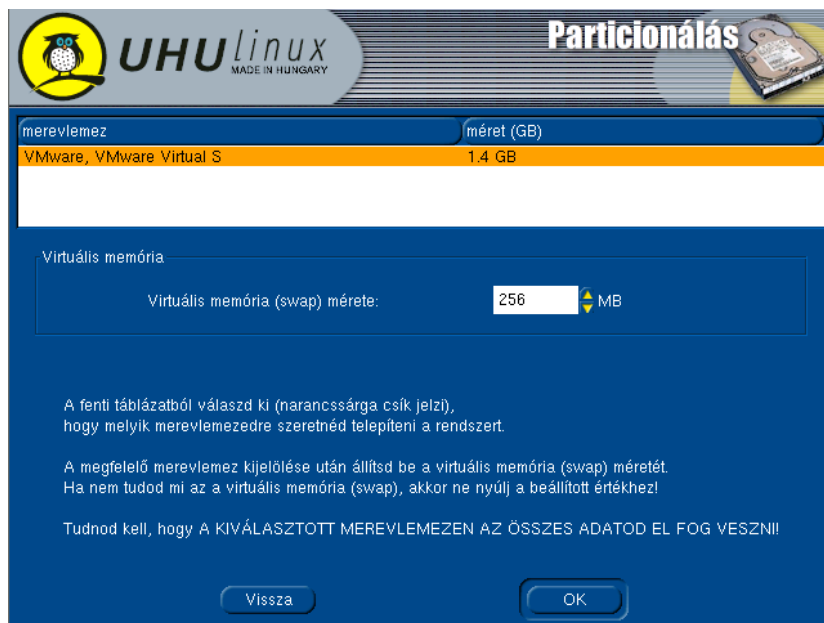 UHU linux
MADE IN HUNGARY
Particionálás
merevlemez méret (GB)
VMware, VMware Virtual S 1.4 GB
Virtuális memória
Virtuális memória (swap) mérete: 256 MB
A fenti táblázatból válaszd ki (narancssárga csík jelzi),
hogy melyik merevlemezedre szeretnéd telepíteni a rendszert.
A megfelelő merevlemez kijelölése után állítsd be a virtuális memória (swap) méretét.
Ha nem tudod mi az a virtuális memória (swap), akkor ne nyúlj a beállított értékhez!
Tudnod kell, hogy A KIVÁLASZTOTT MEREVLEMEZEN AZ ÖSSZES ADATOD EL FOG VESZNI!
Vissza OK